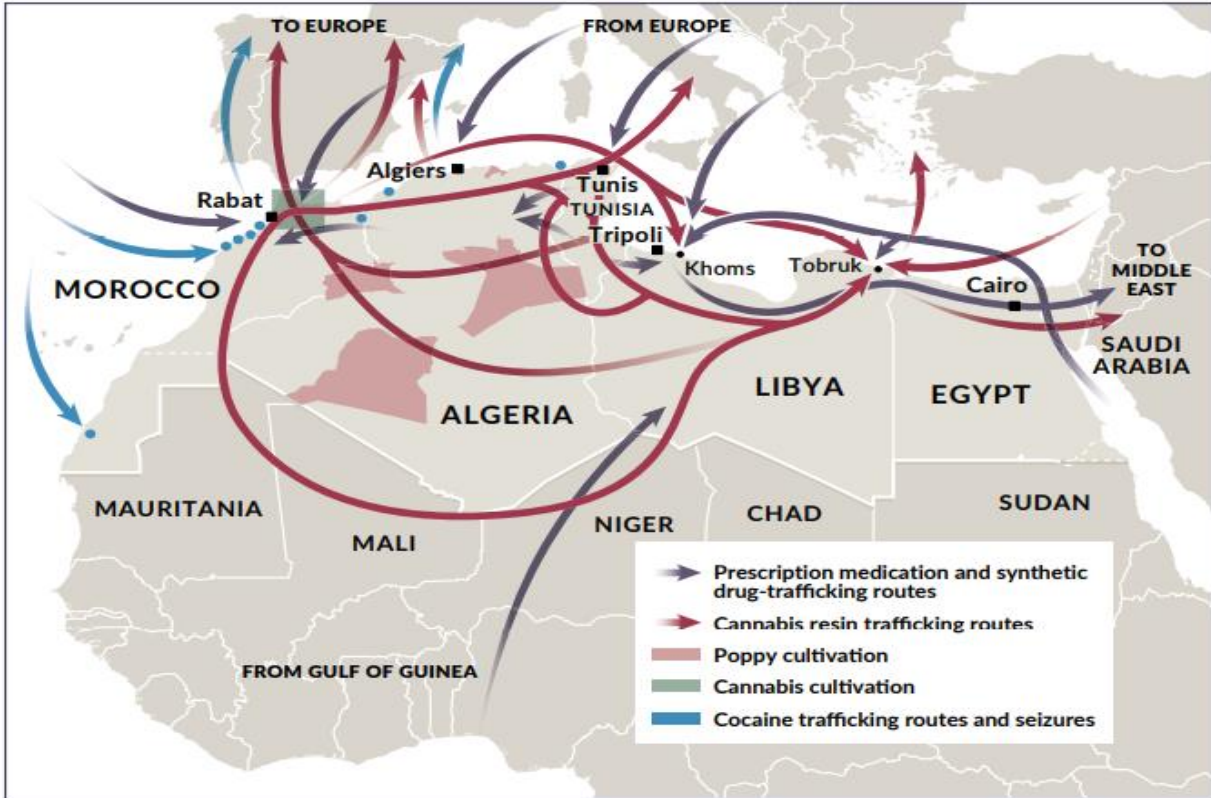 TO EUROPE
FROM EUROPE
Algiers
Rabat
Tunis
TUNISIA
Tripoli
Khoms
Tobruk
Cairo
TO
MIDDLE
EAST
MOROCCO
SAUDI
ARABIA
ALGERIA
LIBYA
EGYPT
MAURITANIA
MALI
NIGER
CHAD
SUDAN
FROM GULF OF GUINEA
Prescription medication and synthetic
drug-trafficking routes
Cannabis resin trafficking routes
Poppy cultivation
Cannabis cultivation
Cocaine trafficking routes and seizures